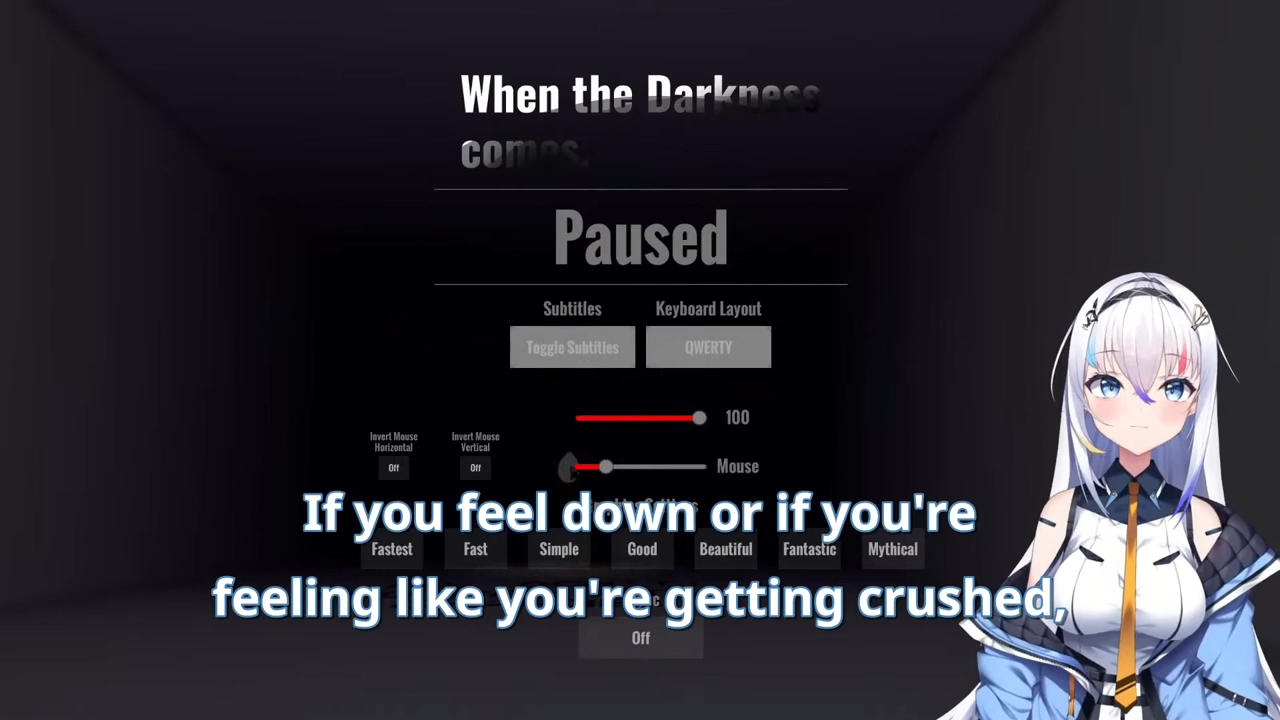 When the Darkness
comes.
Paused
Subtitles
Keyboard Layout
Toggle Subtitles
QWERTY
100
Invert Mouse
Horizontal
Invert Mouse
Vertical
Off
Off
Mouse
If you feel down or if you're
Fastest
Fast
Simple
Good
Beautiful
Fantastic
Mythical
feeling like you're getting crushed,
Off